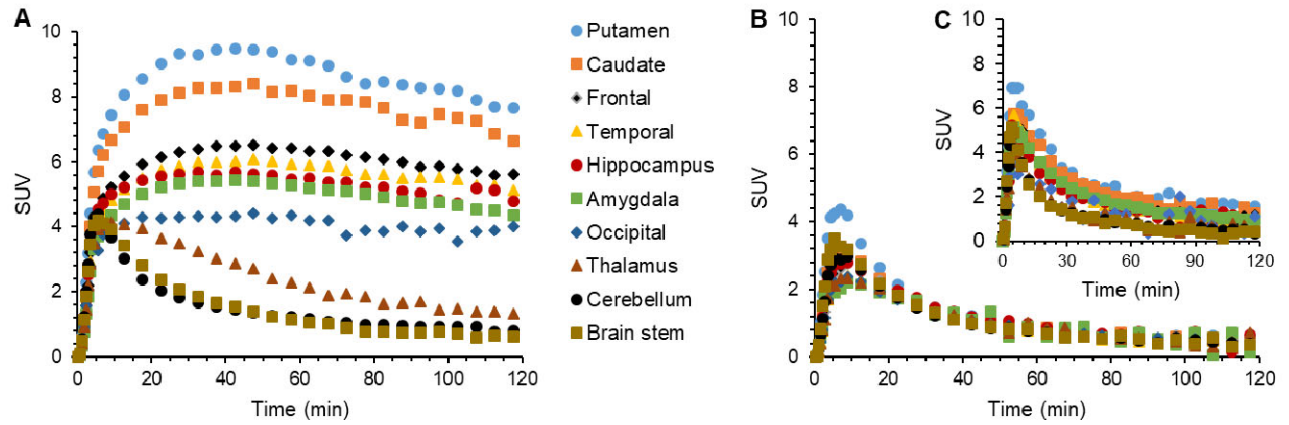 A
SUV
10
8
6
4
2
0
0 20 40 60 80 100 120
Time (min)
Putamen
Caudate
Frontal
Temporal
Hippocampus
Amygdala
Occipital
Thalamus
Cerebellum
Brain stem
B
SUV
10
8
6
4
2
0
0 20 40 60 80 100 120
Time (min)
C
SUV
10
8
6
4
2
0
0 30 60 90 120
Time (min)